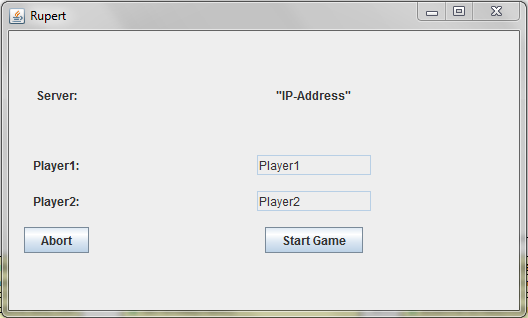 Rupert
Server: "IP-Address"
Player1: Player1
Player2: Player2
Abort Start Game